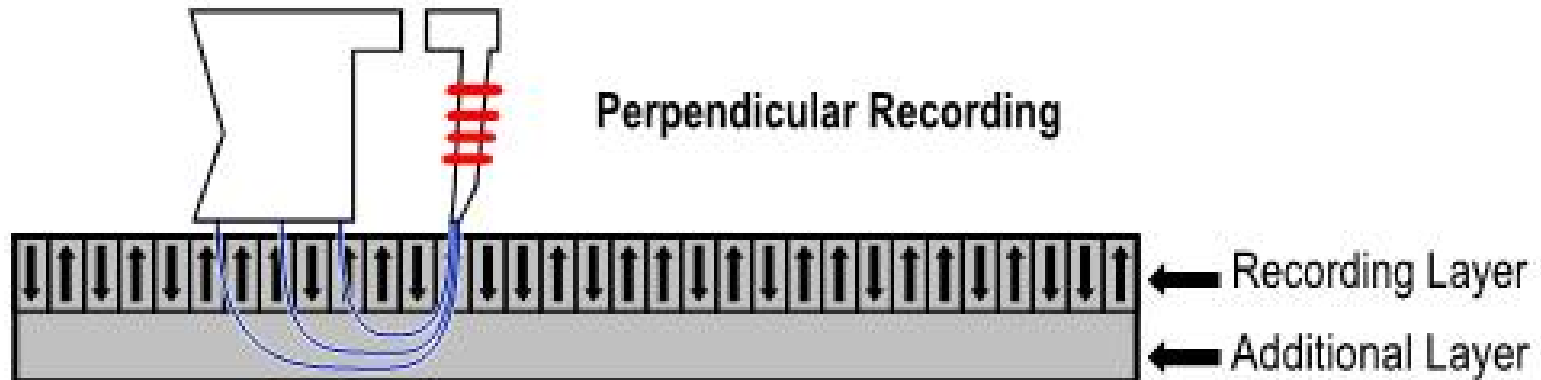 Perpendicular Recording
Recording Layer
Additional Layer